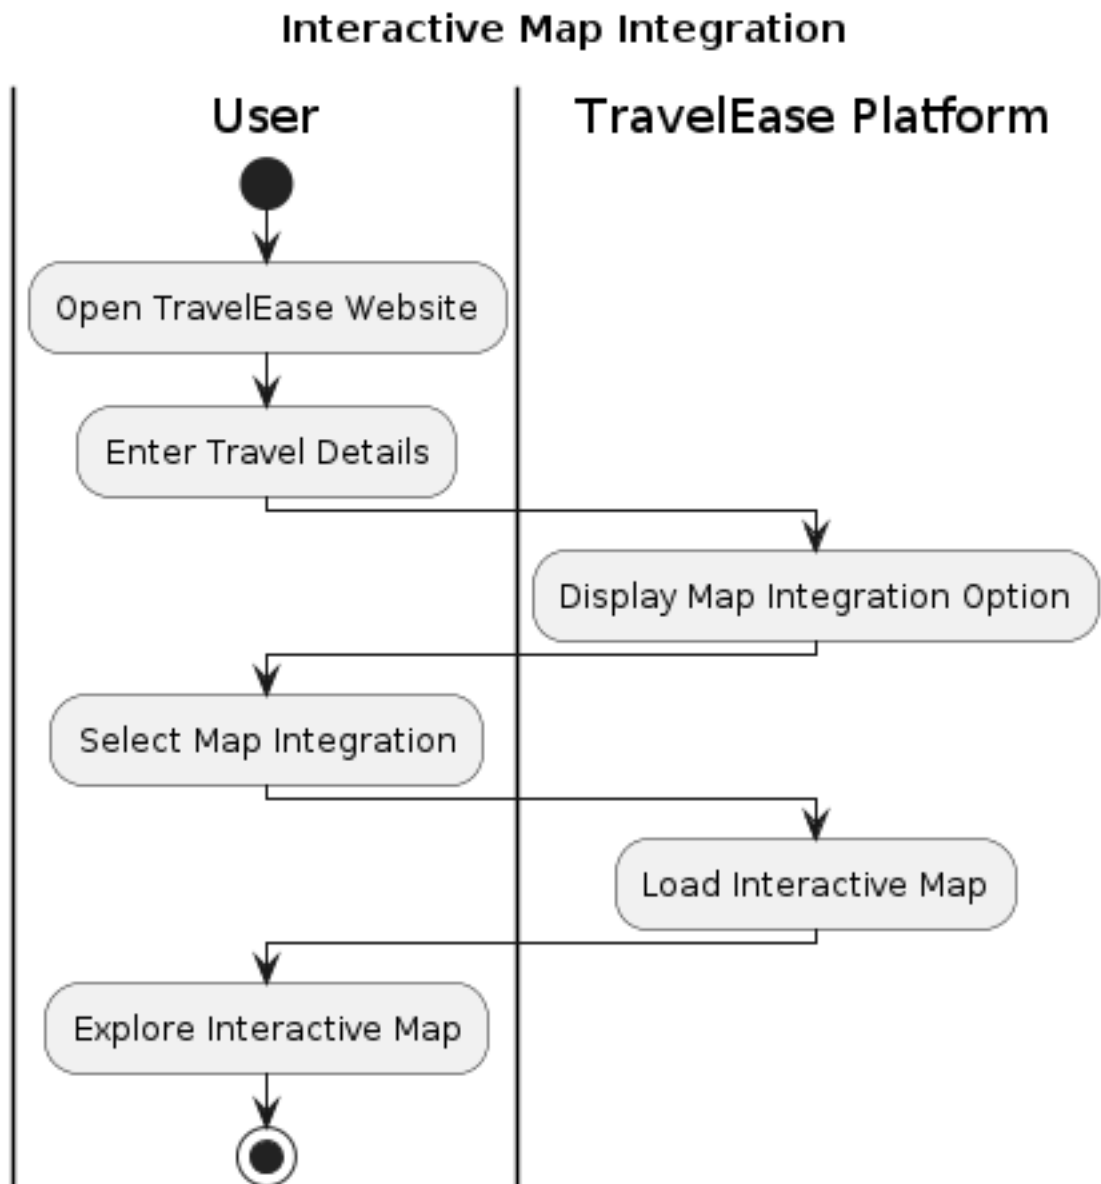 Interactive Map Integration
User
TravelEase Platform
Open TravelEase Website
Enter Travel Details
Display Map Integration Option
Select Map Integration
Load Interactive Map
Explore Interactive Map